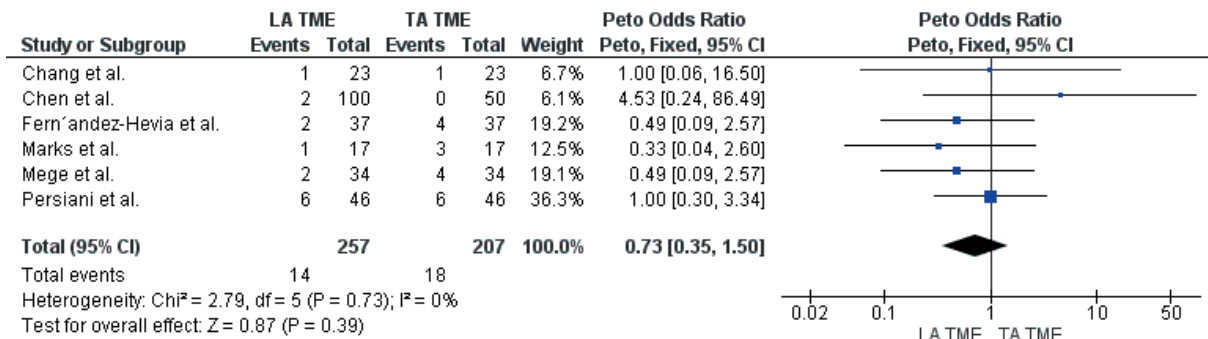 LA TME TA TME Peto Odds Ratio Peto Odds Ratio
Study or Subgroup Events Total Events Total Weight Peto, Fixed, 95% CI Peto, Fixed, 95% CI
Chang et al. 1 23 1 23 6.7% 1.00 [0.06, 16.50]
Chen et al. 2 100 0 50 6.1% 4.53 [0.24, 86.49]
Fern´andez-Hevia et al. 2 37 4 37 19.2% 0.49 [0.09, 2.57]
Marks et al. 1 17 3 17 12.5% 0.33 [0.04, 2.60]
Mege et al. 2 34 4 34 19.1% 0.49 [0.09, 2.57]
Persiani et al. 6 46 6 46 36.3% 1.00 [0.30, 3.34]
Total (95% CI) 257 207 100.0% 0.73 [0.35, 1.50]
Total events 14 18
Heterogeneity: Chi² = 2.79, df = 5 (P = 0.73); I² = 0%
Test for overall effect: Z = 0.87 (P = 0.39)
0.02 0.1 1 10 50
LA TME TA TME